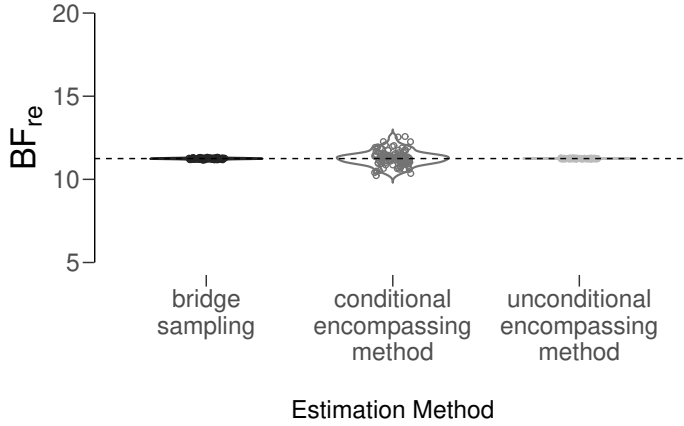 20
15
10
5
BFre
bridge
sampling
conditional
encompassing
method
unconditional
encompassing
method
Estimation Method